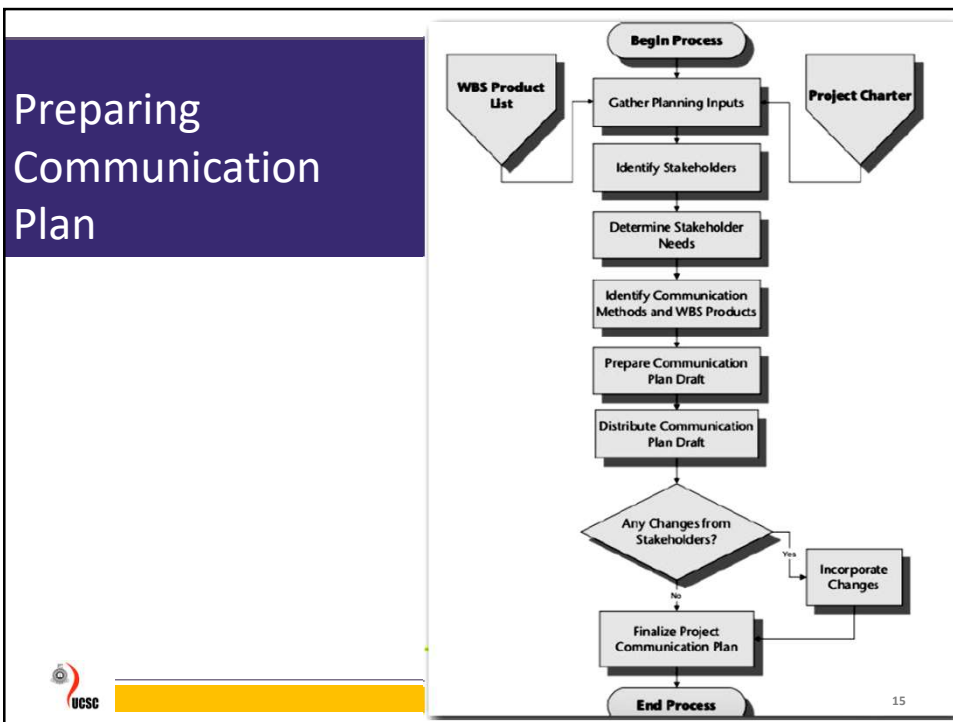 Preparing
Communication
Plan
Begin Process
WBS Product
List
Gather Planning Inputs
Project Charter
Identify Stakeholders
Determine Stakeholder
Needs
Identify Communication
Methods and WBS Products
Prepare Communication
Plan Draft
Distribute Communication
Plan Draft
Any Changes from
Stakeholders?
Yes
Incorporate
Changes
No
Finalize Project
Communication Plan
End Process
UCSC
15